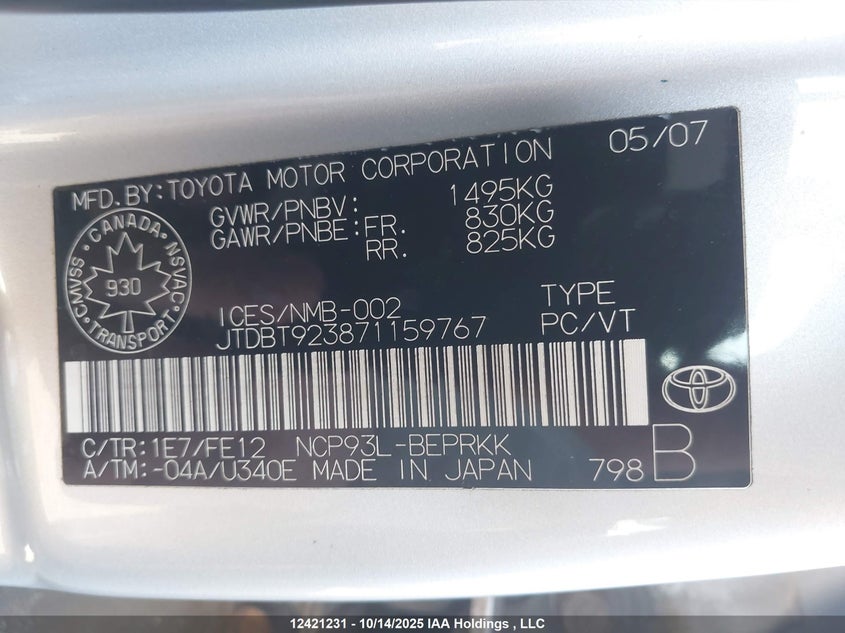 05/07
MFD.BY:TOYOTA MOTOR CORPORATION
GVWR/PNBV: 1495KG
GAWR/PNBE:FR. 830KG
RR. 825KG
CMVSS · CANADA · NSVAC · TRANSPORT ·
930
ICES/NMB-002 TYPE
JTDBT923871159767 PC/VT
C/TR:1E7/FE12 NCP93L-BEPRKK
A/TM:-04A/U340E MADE IN JAPAN 798 B
12421231 - 10/14/2025 IAA Holdings , LLC